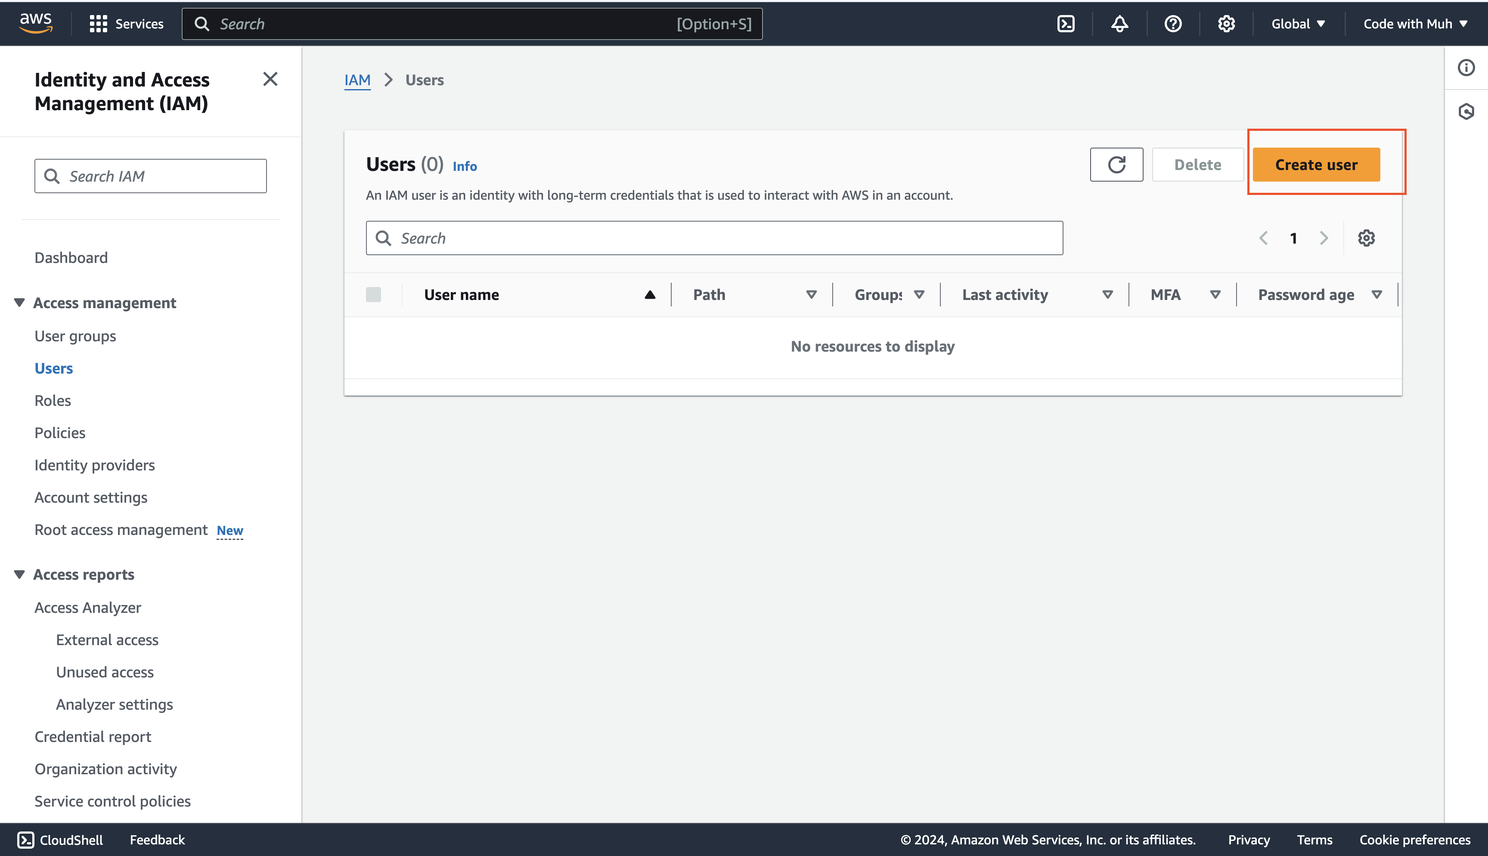 aws
Services
Search
[Option+S]
Global
Code with Muh
Identity and Access
Management (IAM)
Search IAM
Dashboard
Access management
User groups
Users
Roles
Policies
Identity providers
Account settings
Root access management New
Access reports
Access Analyzer
External access
Unused access
Analyzer settings
Credential report
Organization activity
Service control policies
IAM > Users
Users (0) Info
Delete
Create user
An IAM user is an identity with long-term credentials that is used to interact with AWS in an account.
Search
1
User name
Path
Groups
Last activity
MFA
Password age
No resources to display
CloudShell
Feedback
© 2024, Amazon Web Services, Inc. or its affiliates.
Privacy
Terms
Cookie preferences